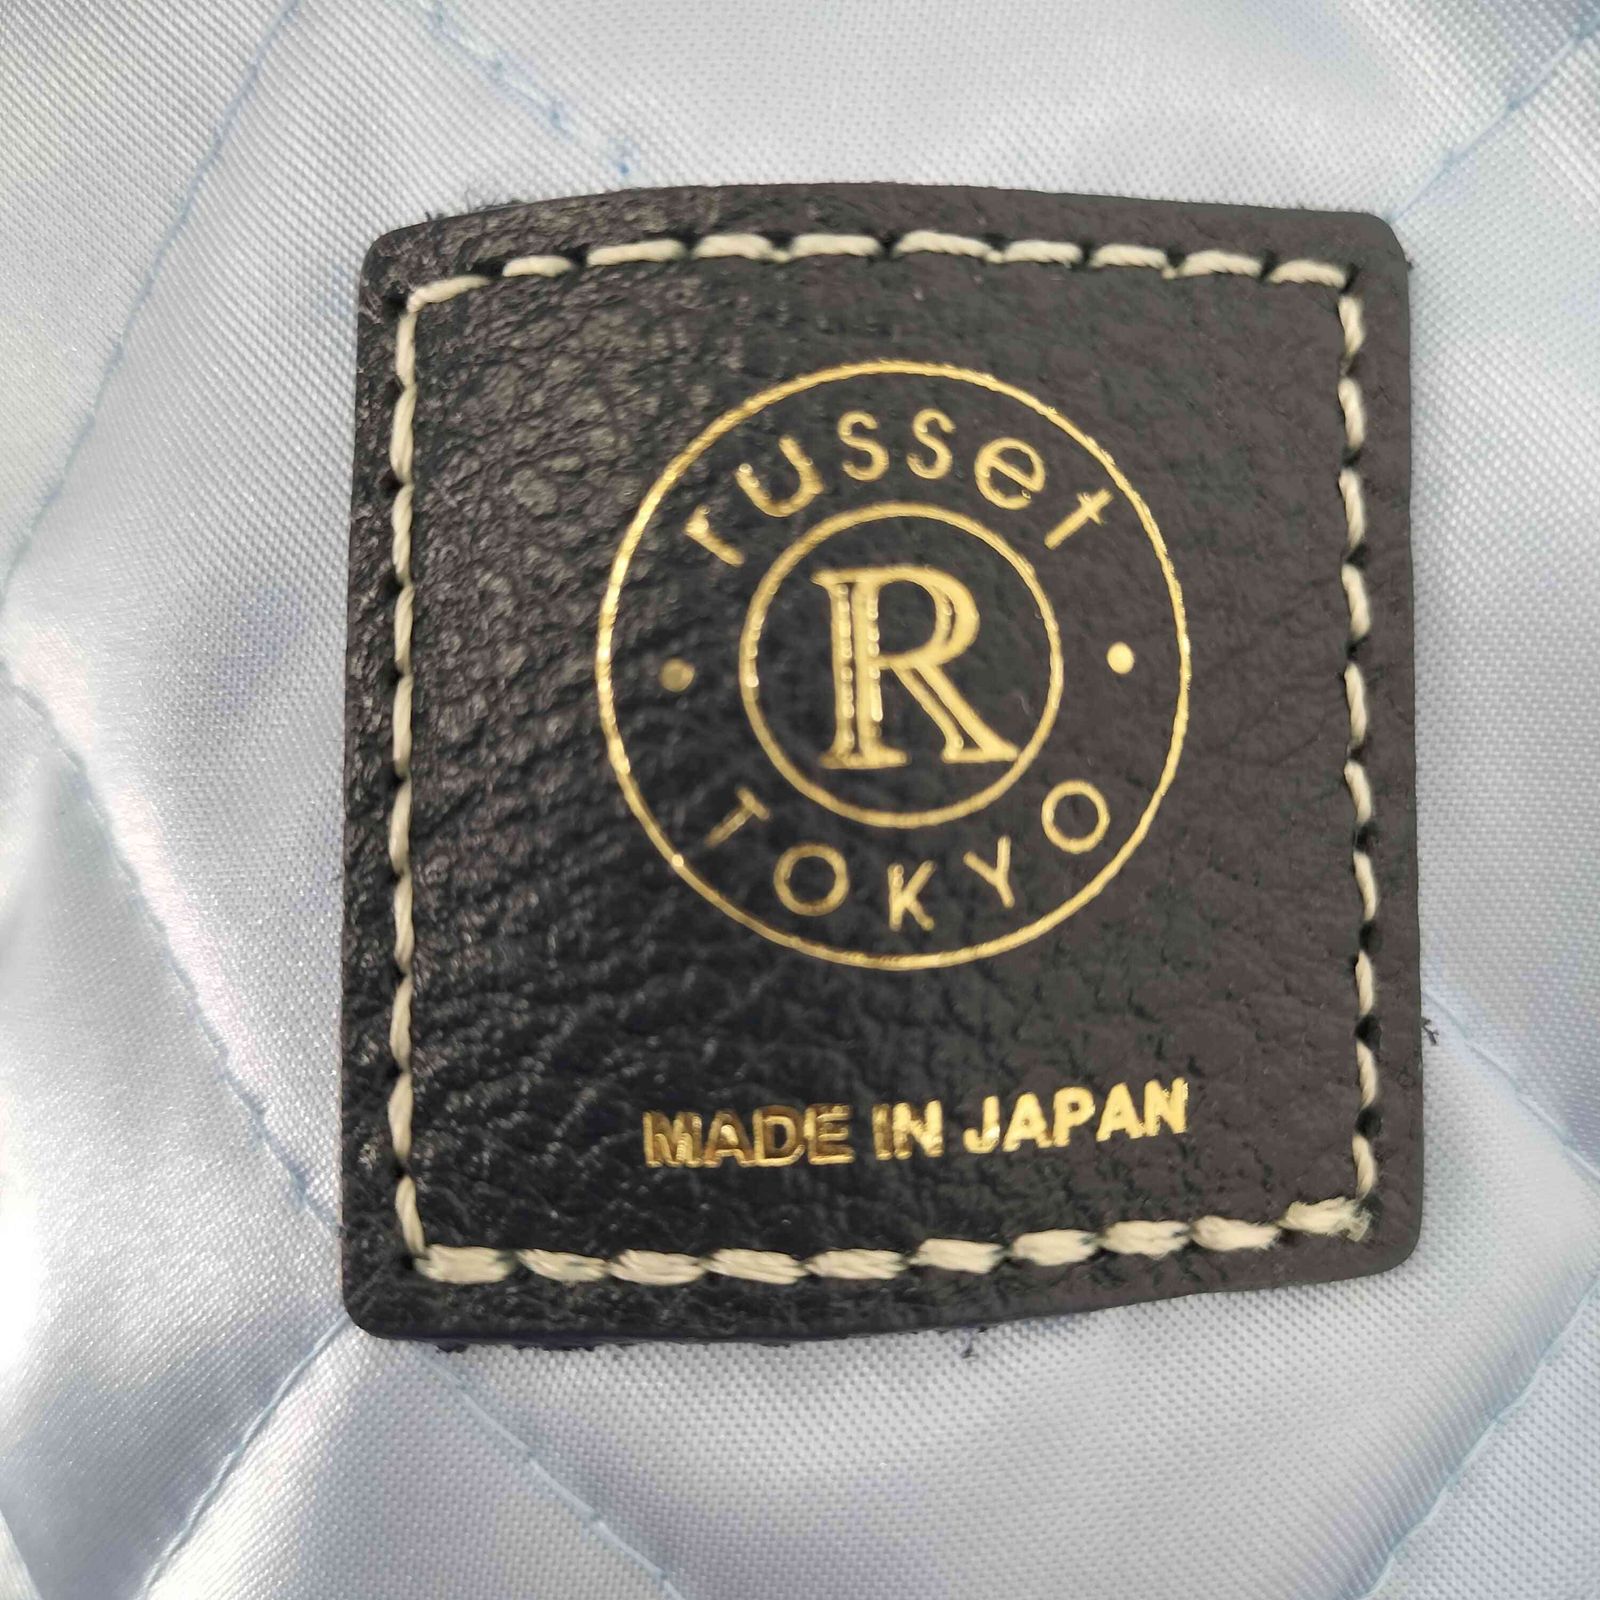 russet
R
TOKYO
MADE IN JAPAN